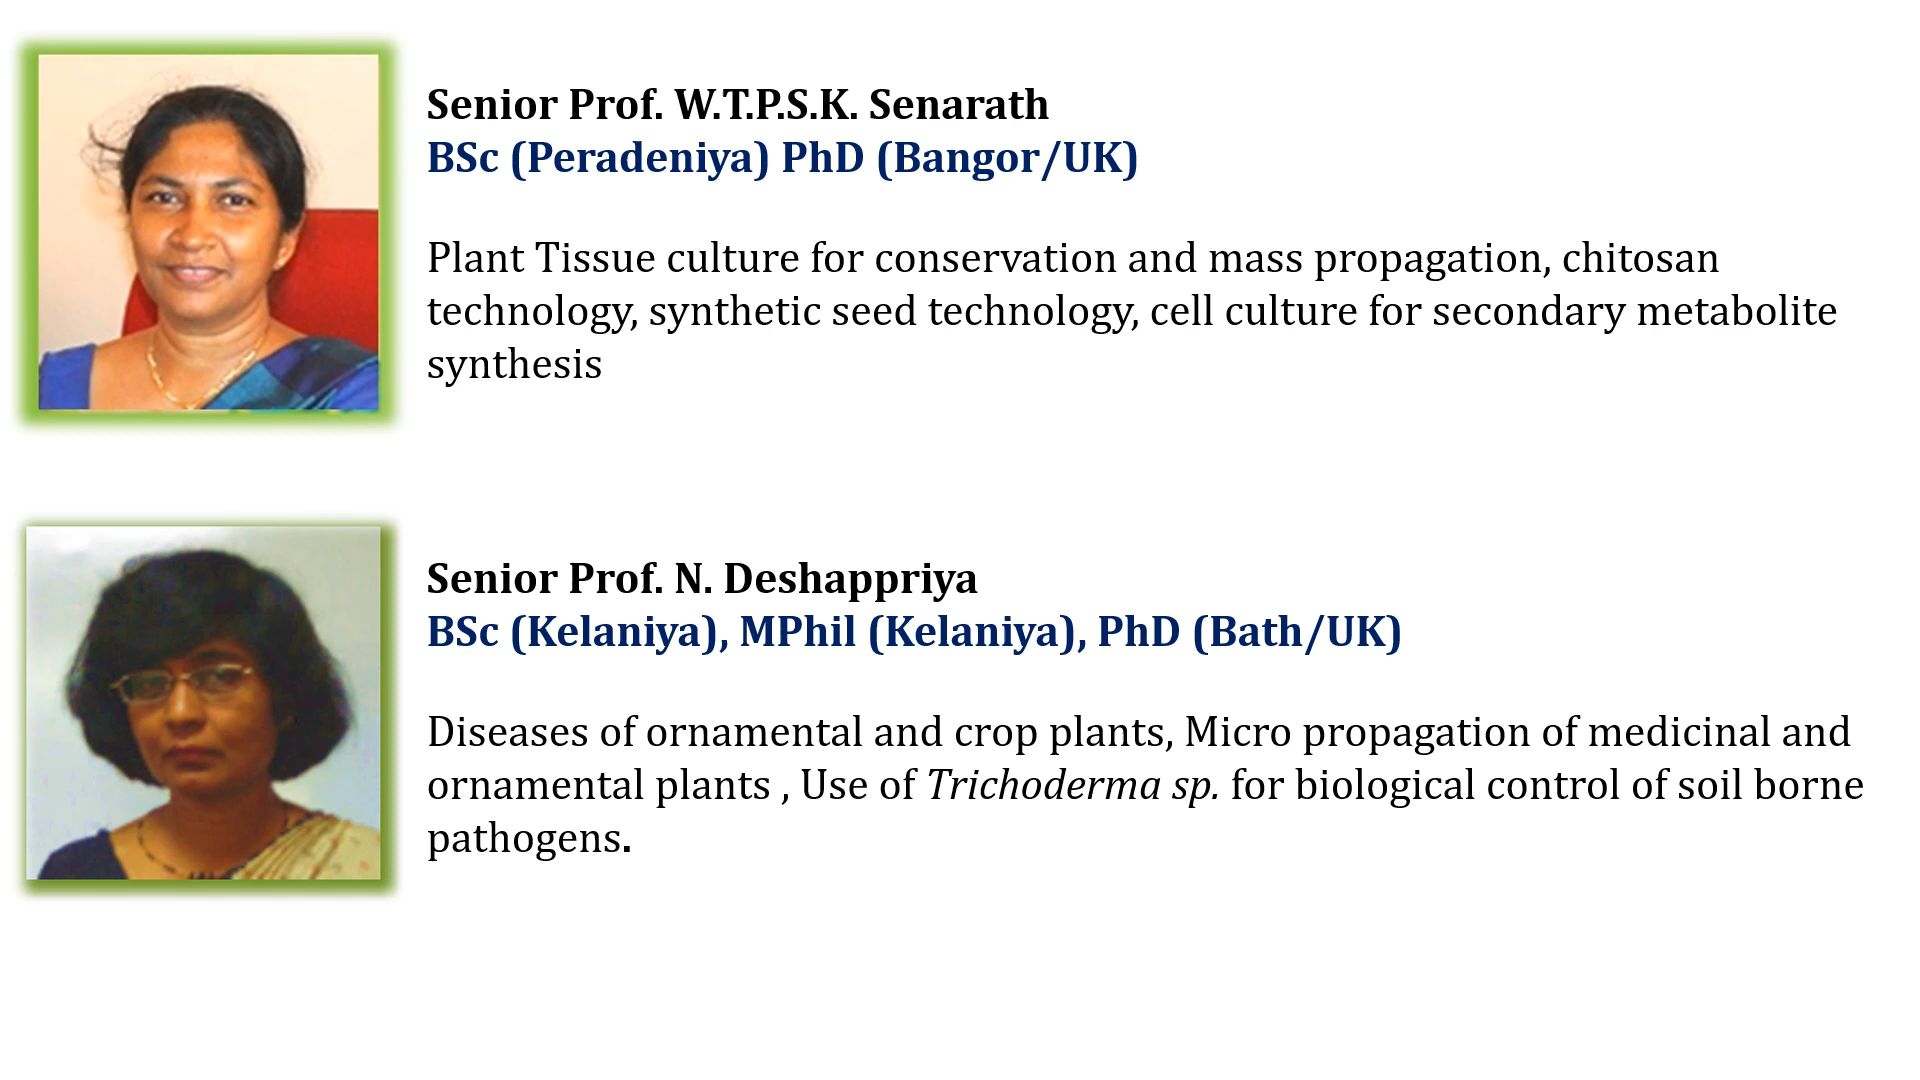 Senior Prof. W.T.P.S.K. Senarath
BSc (Peradeniya) PhD (Bangor/UK)
Plant Tissue culture for conservation and mass propagation, chitosan
technology, synthetic seed technology, cell culture for secondary metabolite
synthesis
Senior Prof. N. Deshappriya
BSc (Kelaniya), MPhil (Kelaniya), PhD (Bath/UK)
Diseases of ornamental and crop plants, Micro propagation of medicinal and
ornamental plants , Use of Trichoderma sp. for biological control of soil borne
pathogens.